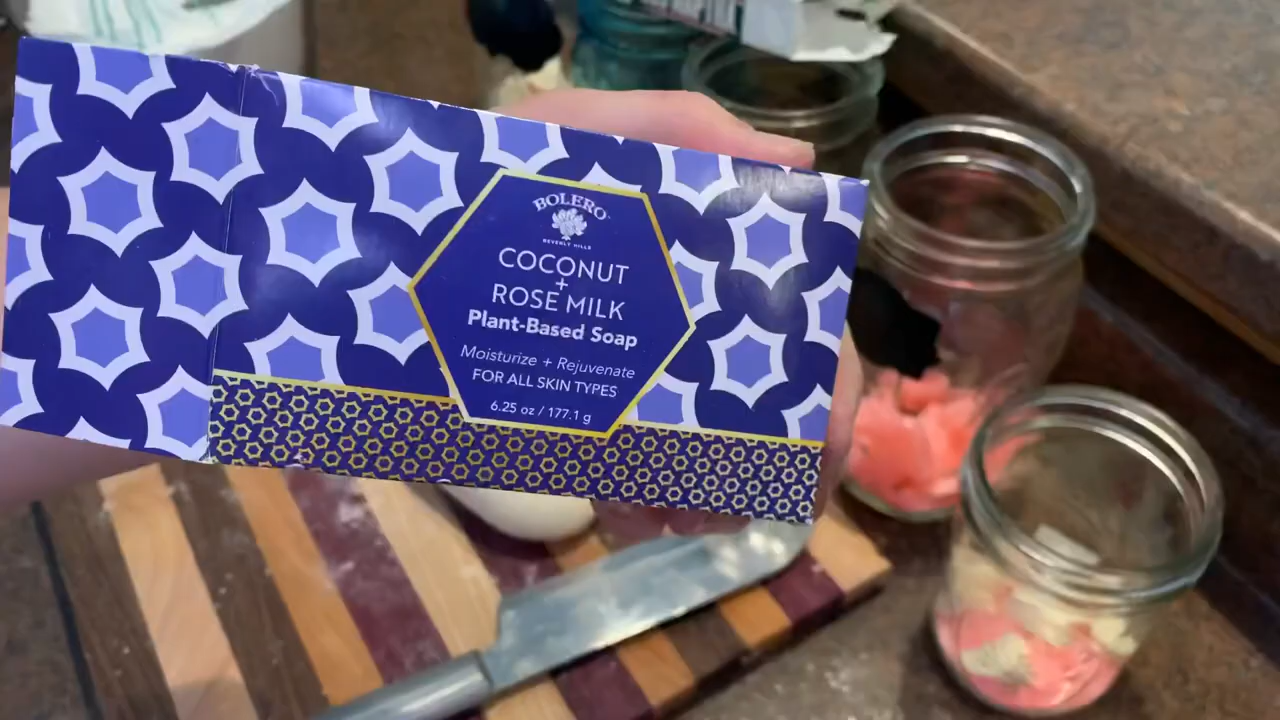 BOLERO
BEVERLY HILLS
COCONUT
+
ROSE MILK
Plant-Based Soap
Moisturize + Rejuvenate
FOR ALL SKIN TYPES
6.25 oz / 177.1 g